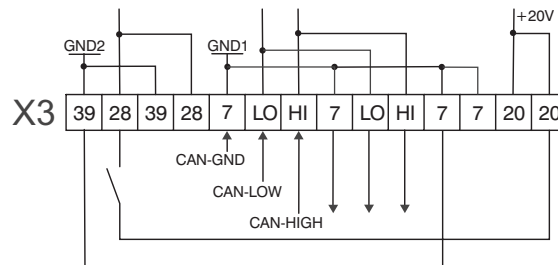 +20V
GND2 GND1
X3 39 28 39 28 7 LO HI 7 LO HI 7 7 20 20
CAN-GND
CAN-LOW
CAN-HIGH